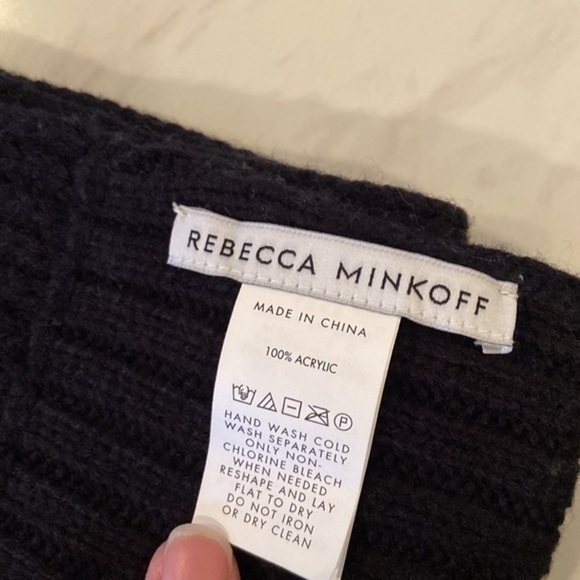 REBECCA MINKOFF
MADE IN CHINA
100% ACRYLIC
P
HAND WASH COLD
WASH SEPARATELY
ONLY NON-
CHLORINE BLEACH
WHEN NEEDED
RESHAPE AND LAY
FLAT TO DRY
DO NOT IRON
OR DRY CLEAN